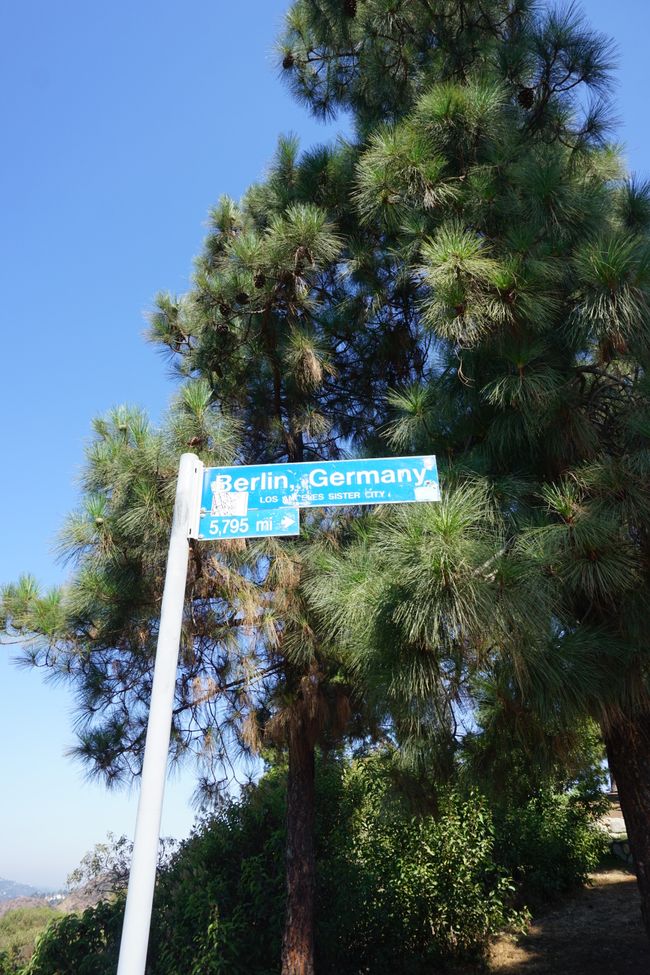 Berlin, Germany
LOS ANGELES SISTER CITY
5,795 mi →